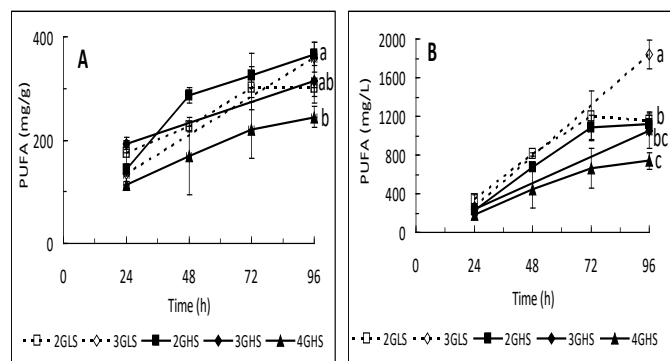 A
PUFA (mg/g)
400
200
0
0 24 48 72 96
Time (h)
a
ab
b
2GLS 3GLS 2GHS 3GHS 4GHS
B
PUFA (mg/L)
2000
1600
1200
800
400
0
0 24 48 72 96
Time (h)
a
b
bc
c
2GLS 3GLS 2GHS 3GHS 4GHS